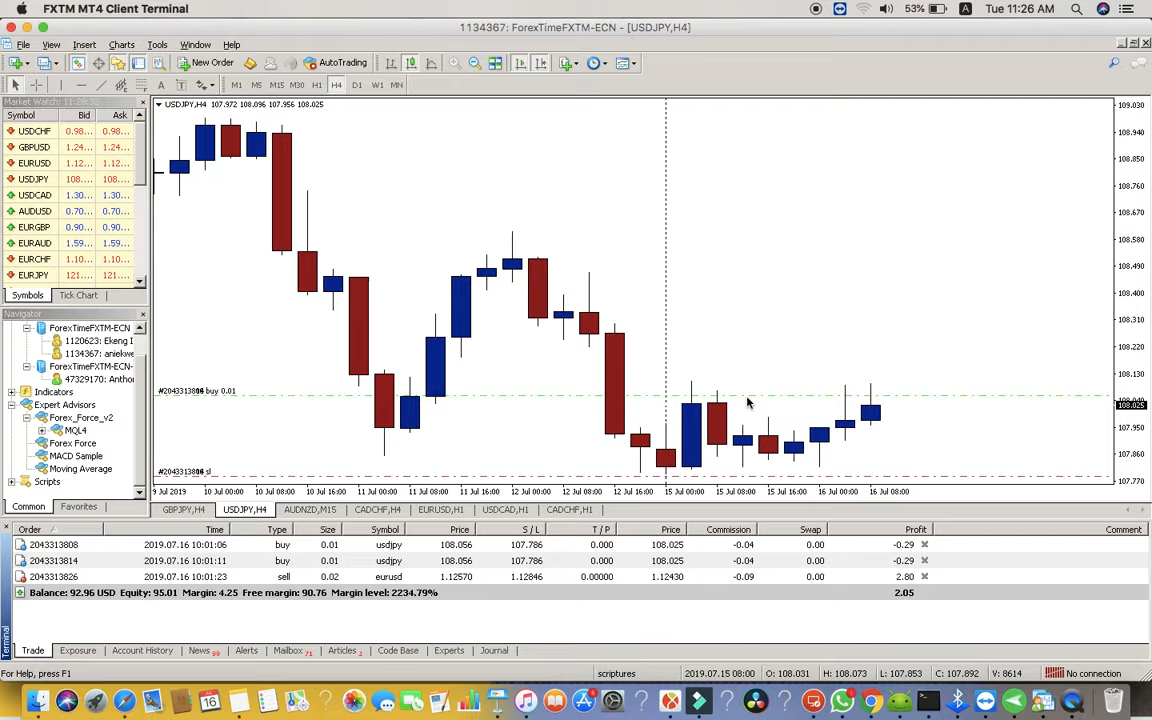 FXTM MT4 Client Terminal 53% A Tue 11:26 AM
1134367: ForexTimeFXTM-ECN - [USDJPY,H4]
File View Insert Charts Tools Window Help
New Order AutoTrading
A T M1 M5 M15 M30 H1 H4 D1 W1 MN
Market Watch: 11:28:32
Symbol Bid Ask
USDCHF 0.98... 0.98...
GBPUSD 1.24... 1.24...
EURUSD 1.12... 1.12...
USDJPY 108.... 108....
USDCAD 1.30... 1.30...
AUDUSD 0.70... 0.70...
EURGBP 0.90... 0.90...
EURAUD 1.59... 1.59...
EURCHF 1.10... 1.10...
EURJPY 121.... 121....
Symbols Tick Chart
Navigator
ForexTimeFXTM-ECN
1120623: Ekeng I
1134367: aniekwe
ForexTimeFXTM-ECN-
47329170: Antho
Indicators
Expert Advisors
Forex_Force_v2
MQL4
Forex Force
MACD Sample
Moving Average
Scripts
Common Favorites
USDJPY,H4 107.972 108.096 107.956 108.025
buy 0.01
sl
109.030
108.940
108.850
108.760
108.670
108.580
108.490
108.400
108.310
108.220
108.130
108.040
108.025
107.950
107.860
107.770
9 Jul 2019 10 Jul 00:00 10 Jul 08:00 10 Jul 16:00 11 Jul 00:00 11 Jul 08:00 11 Jul 16:00 12 Jul 00:00 12 Jul 08:00 12 Jul 16:00 15 Jul 00:00 15 Jul 08:00 15 Jul 16:00 16 Jul 00:00 16 Jul 08:00
GBPJPY,H4 USDJPY,H4 AUDNZD,M15 CADCHF,H4 EURUSD,H1 USDCAD,H1 CADCHF,H1
Order Time Type Size Symbol Price S / L T / P Price Commission Swap Profit Comment
2043313808 2019.07.16 10:01:06 buy 0.01 usdjpy 108.056 107.786 0.000 108.025 -0.04 0.00 -0.29
2043313814 2019.07.16 10:01:11 buy 0.01 usdjpy 108.056 107.786 0.000 108.025 -0.04 0.00 -0.29
2043313826 2019.07.16 10:01:23 sell 0.02 eurusd 1.12570 1.12846 0.00000 1.12430 -0.09 0.00 2.80
Balance: 92.96 USD Equity: 95.01 Margin: 4.25 Free margin: 90.76 Margin level: 2234.79% 2.05
Terminal
Trade Exposure Account History News 99 Alerts Mailbox 71 Articles 2 Code Base Experts Journal
For Help, press F1 scriptures 2019.07.15 08:00 O: 108.031 H: 108.073 L: 107.853 C: 107.892 V: 8614 No connection